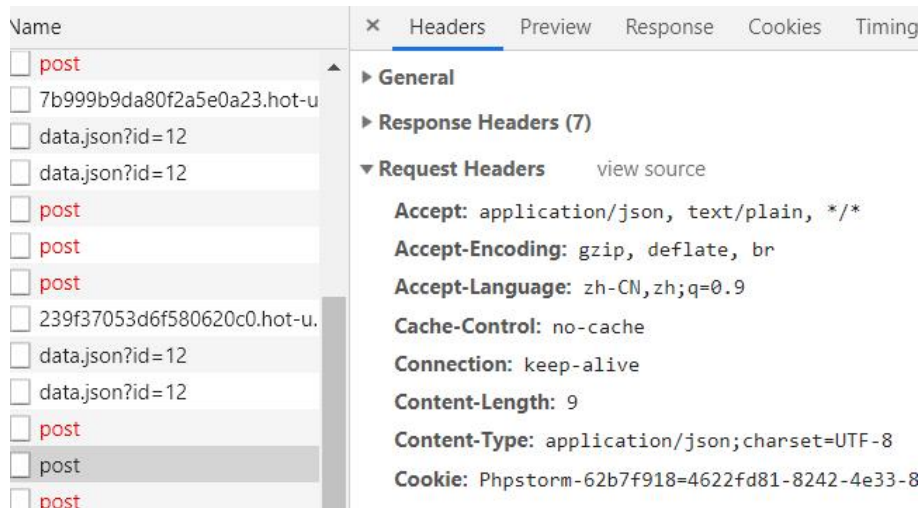 Name
post
7b999b9da80f2a5e0a23.hot-u
data.json?id=12
data.json?id=12
post
post
post
239f37053d6f580620c0.hot-u.
data.json?id=12
data.json?id=12
post
post
post
× Headers Preview Response Cookies Timing
General
Response Headers (7)
Request Headers view source
Accept: application/json, text/plain, */*
Accept-Encoding: gzip, deflate, br
Accept-Language: zh-CN,zh;q=0.9
Cache-Control: no-cache
Connection: keep-alive
Content-Length: 9
Content-Type: application/json;charset=UTF-8
Cookie: Phpstorm-62b7f918=4622fd81-8242-4e33-8